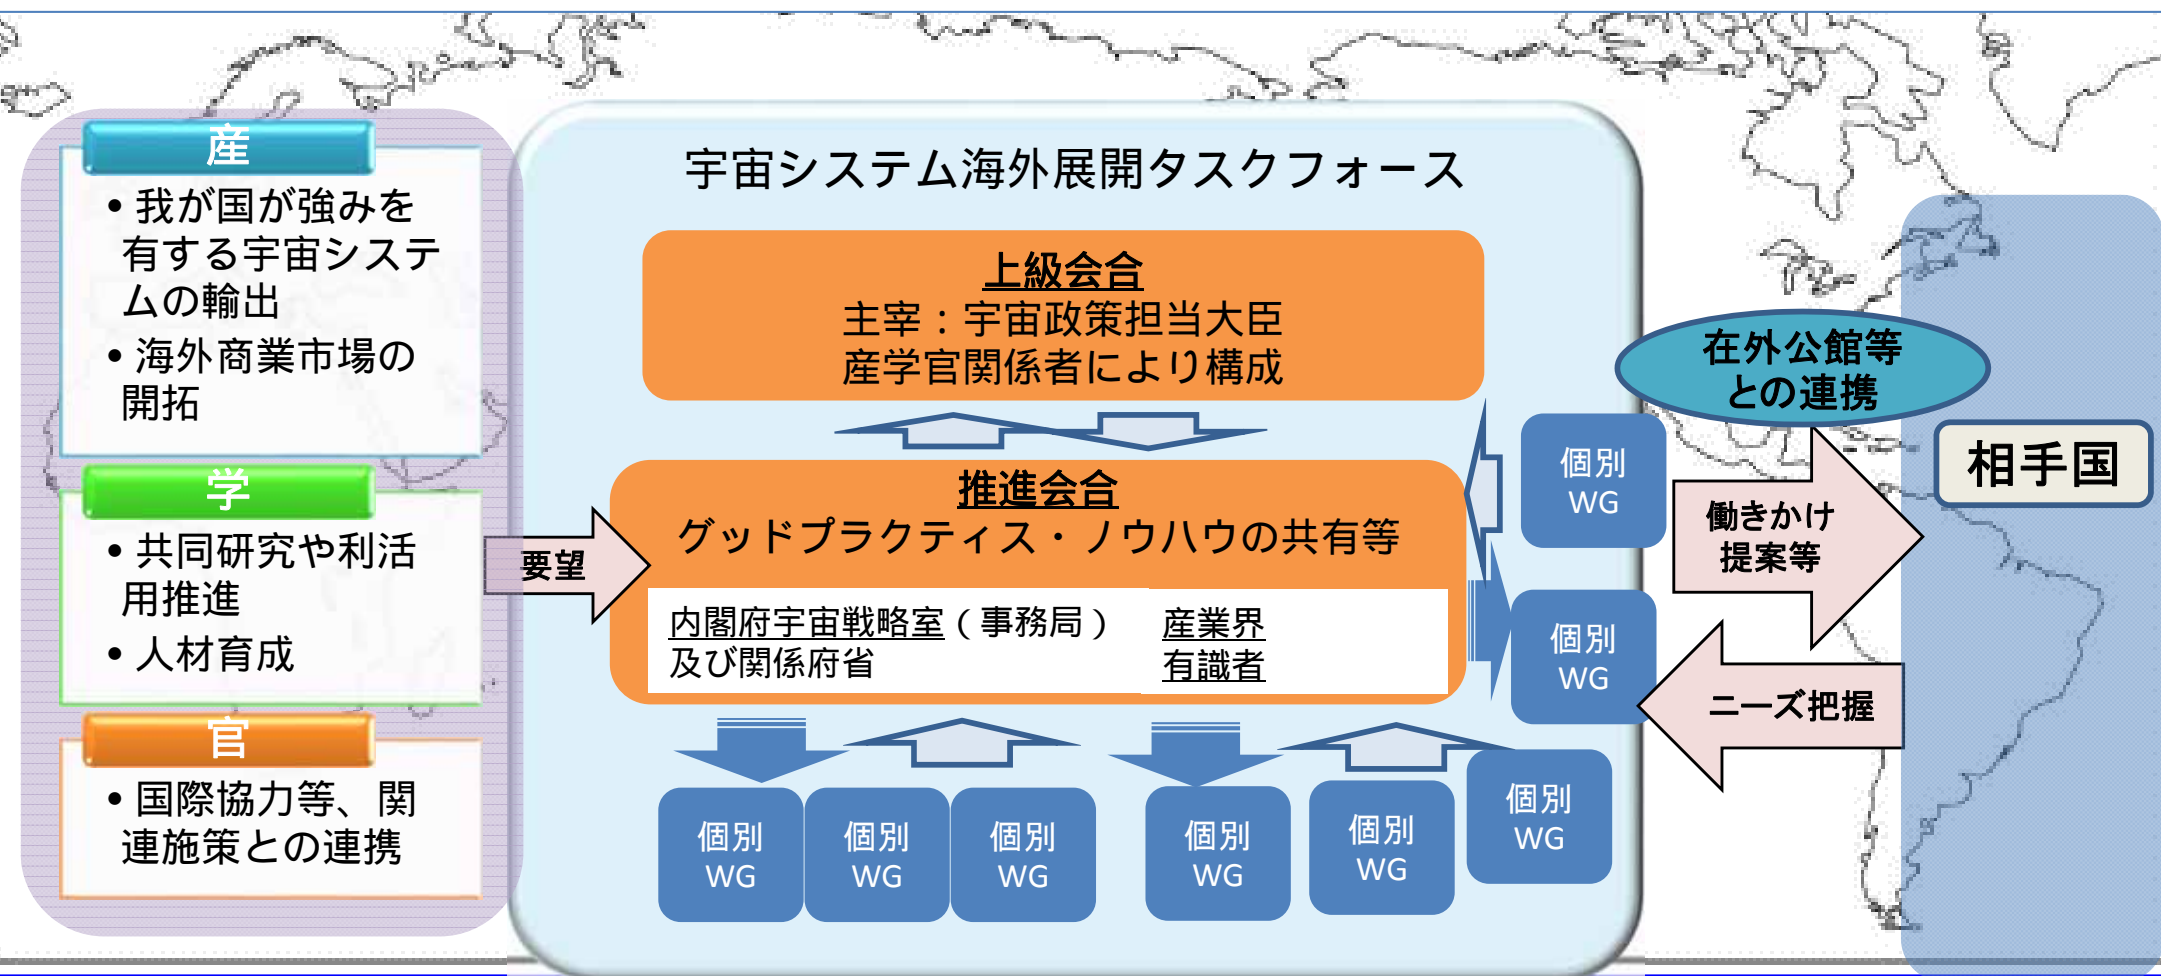 産
• 我が国が強みを
有する宇宙システ
ムの輸出
• 海外商業市場の
開拓
学
• 共同研究や利活
用推進
• 人材育成
官
• 国際協力等、関
連施策との連携
要望
宇宙システム海外展開タスクフォース
上級会合
主宰：宇宙政策担当大臣
産学官関係者により構成
推進会合
グッドプラクティス・ノウハウの共有等
内閣府宇宙戦略室（事務局）
及び関係府省
産業界
有識者
個別
WG
個別
WG
個別
WG
個別
WG
個別
WG
個別
WG
個別
WG
個別
WG
在外公館等
との連携
相手国
働きかけ
提案等
ニーズ把握